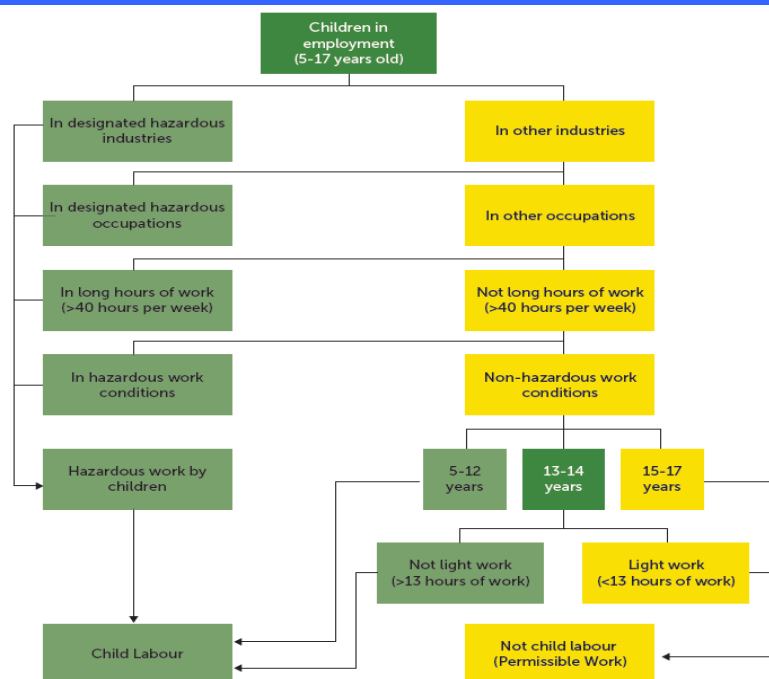 Children in
employment
(5-17 years old)
In designated hazardous
industries
In other industries
In designated hazardous
occupations
In other occupations
In long hours of work
(>40 hours per week)
Not long hours of work
(>40 hours per week)
In hazardous work
conditions
Non-hazardous work
conditions
Hazardous work by
children
5-12
years
13-14
years
15-17
years
Not light work
(>13 hours of work)
Light work
(<13 hours of work)
Child Labour
Not child labour
(Permissible Work)